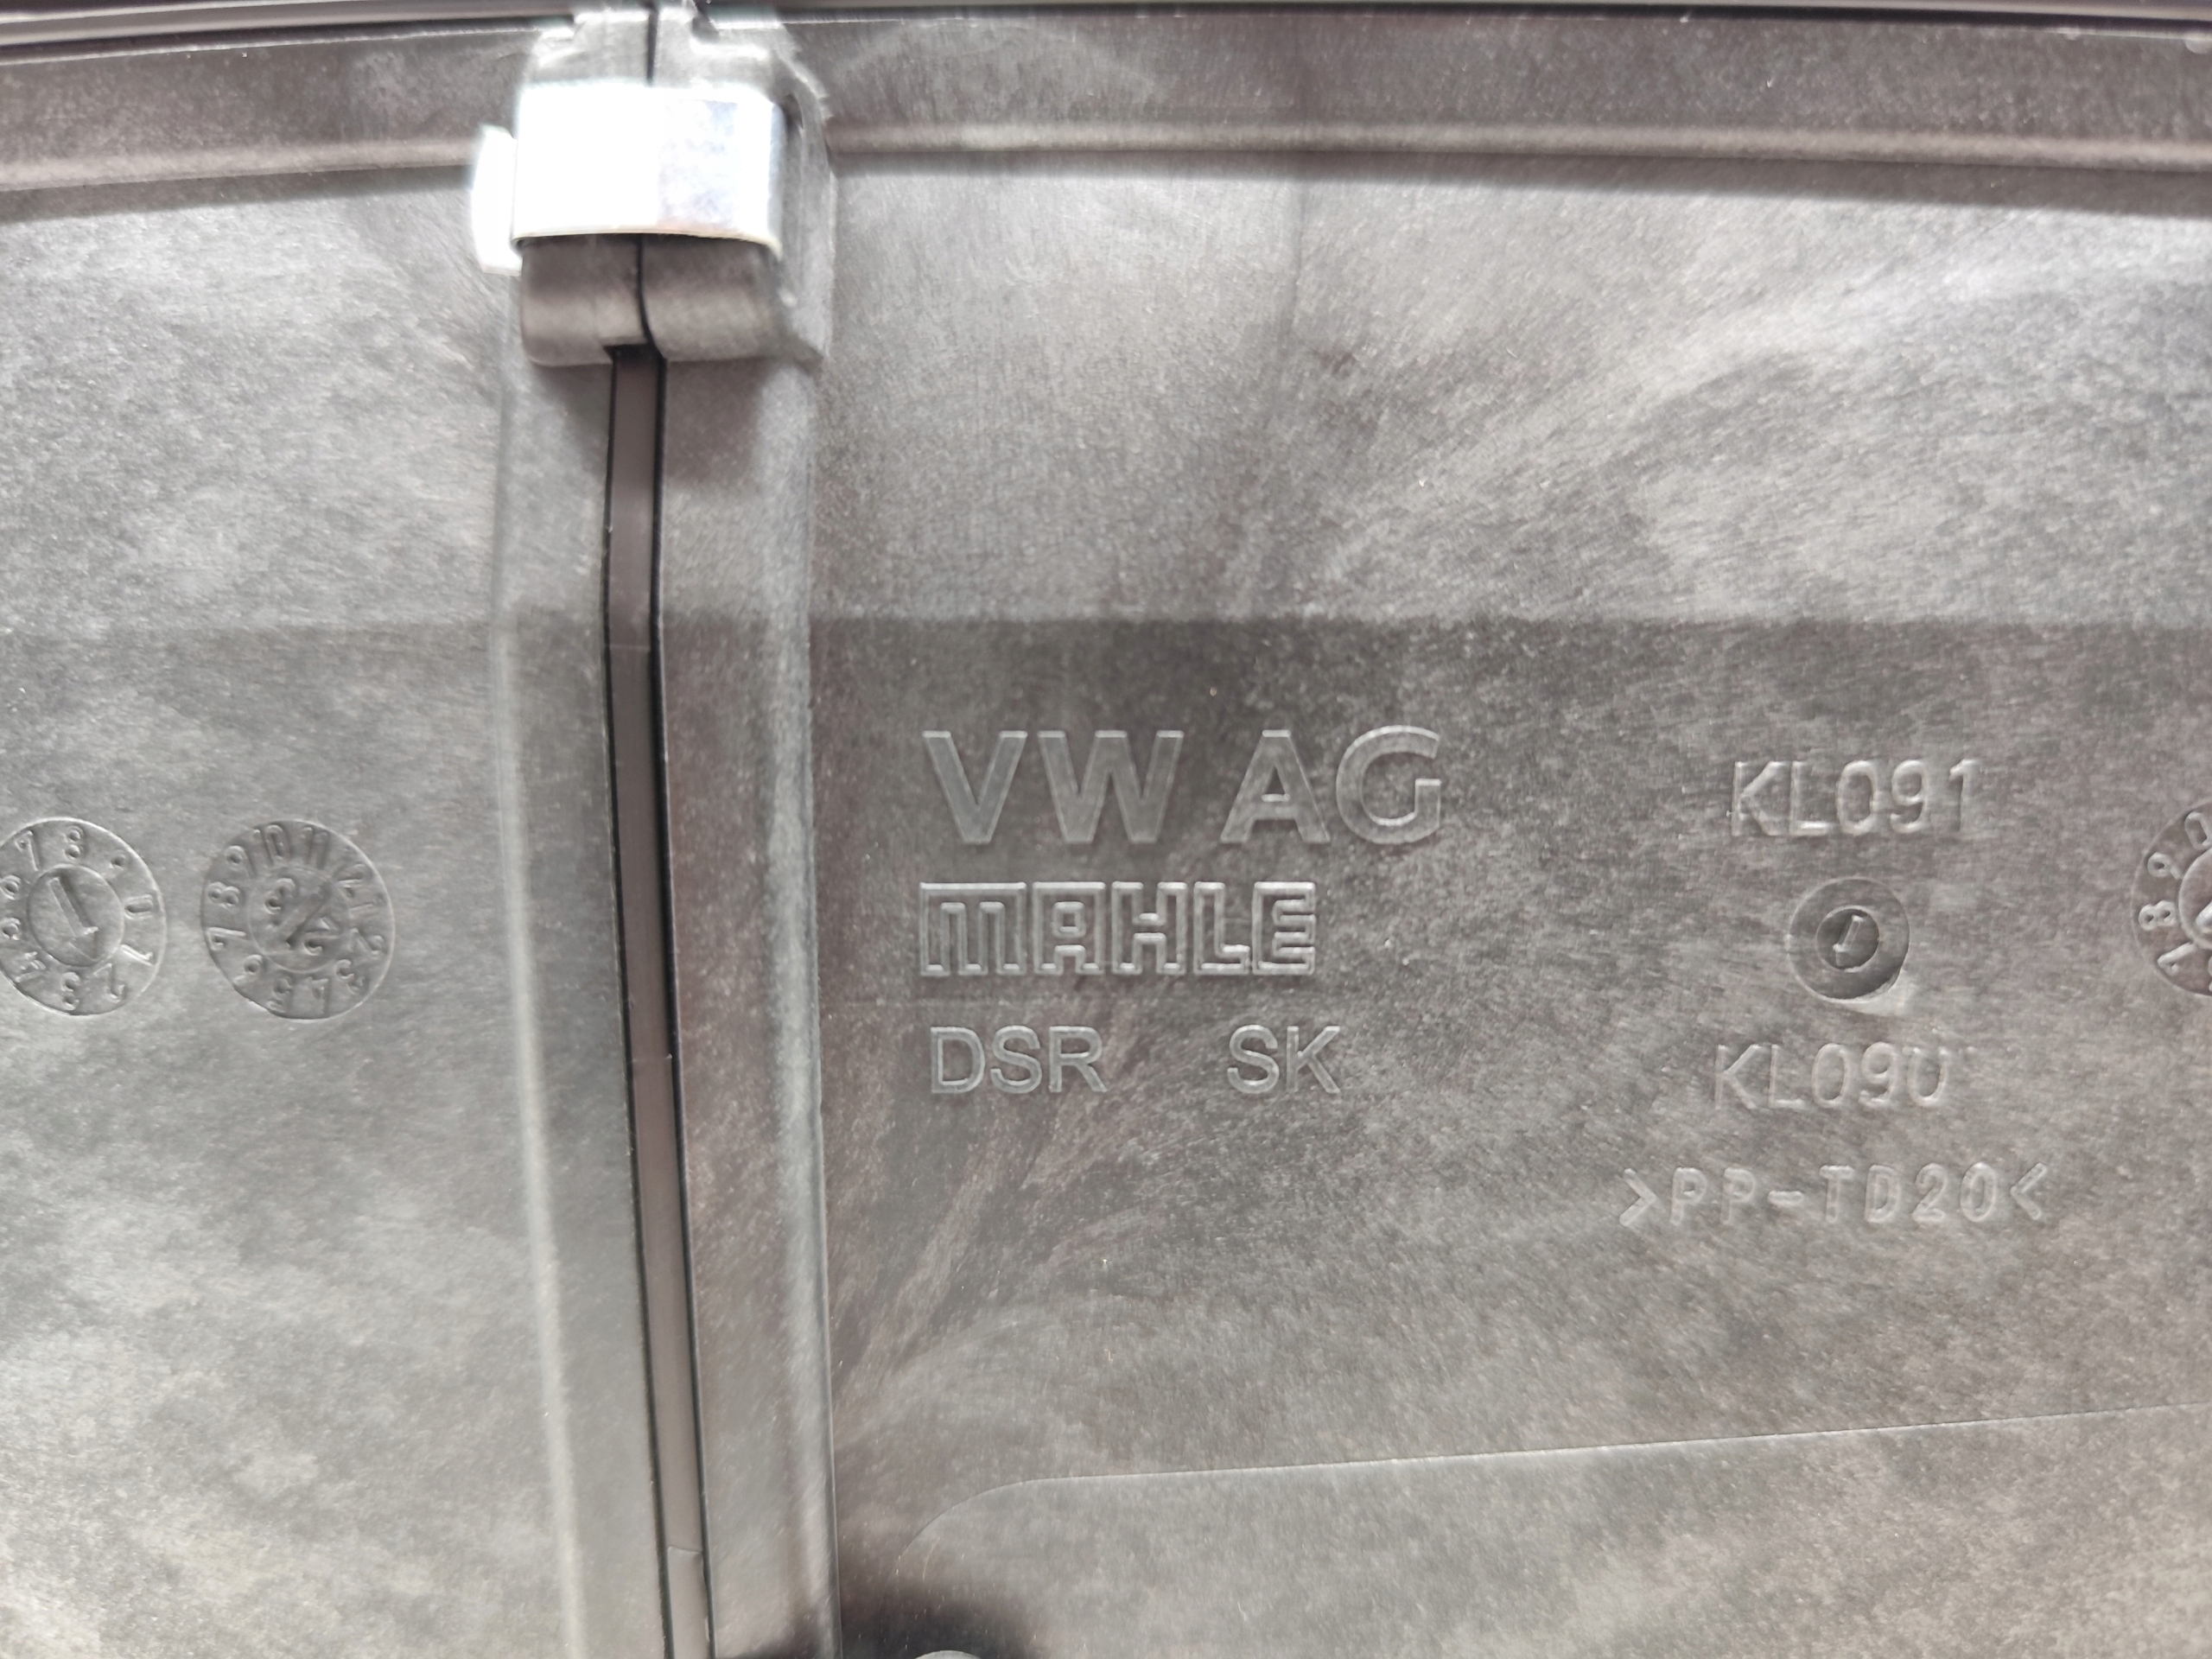 VW AG
MAHLE
DSR SK
KL091
KL090
>PP-TD20<